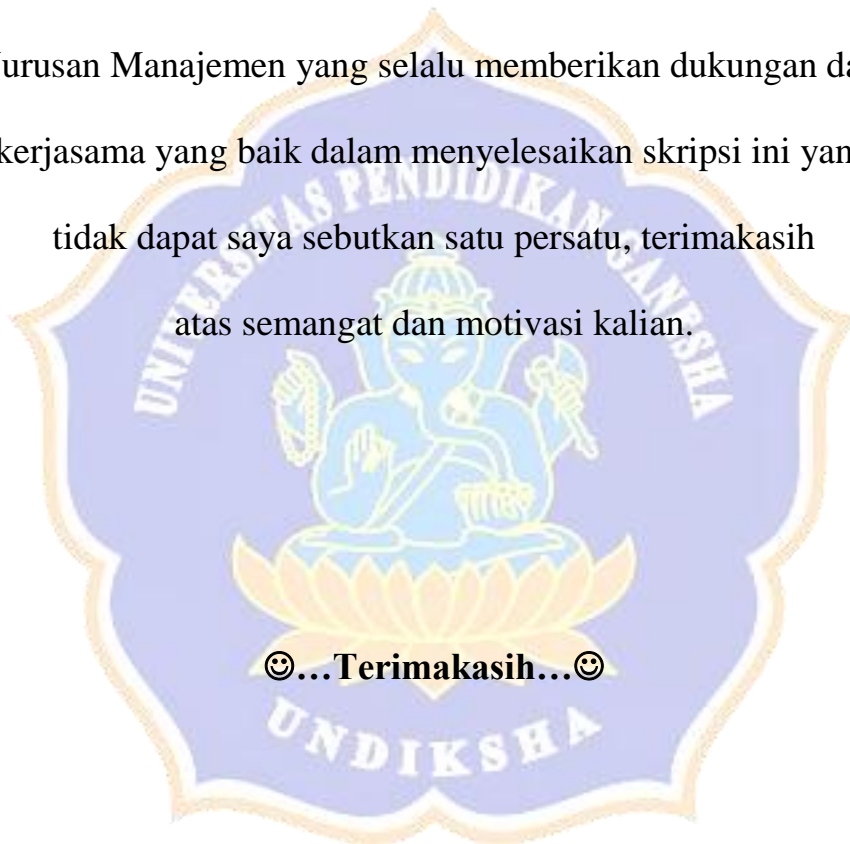 Jurusan Manajemen yang selalu memberikan dukungan da
kerjasama yang baik dalam menyelesaikan skripsi ini yan
UNIVERSITAS PENDIDIKAN GANESHA
tidak dapat saya sebutkan satu persatu, terimakasih
atas semangat dan motivasi kalian.
☺…Terimakasih…☺
UNDIKSHA